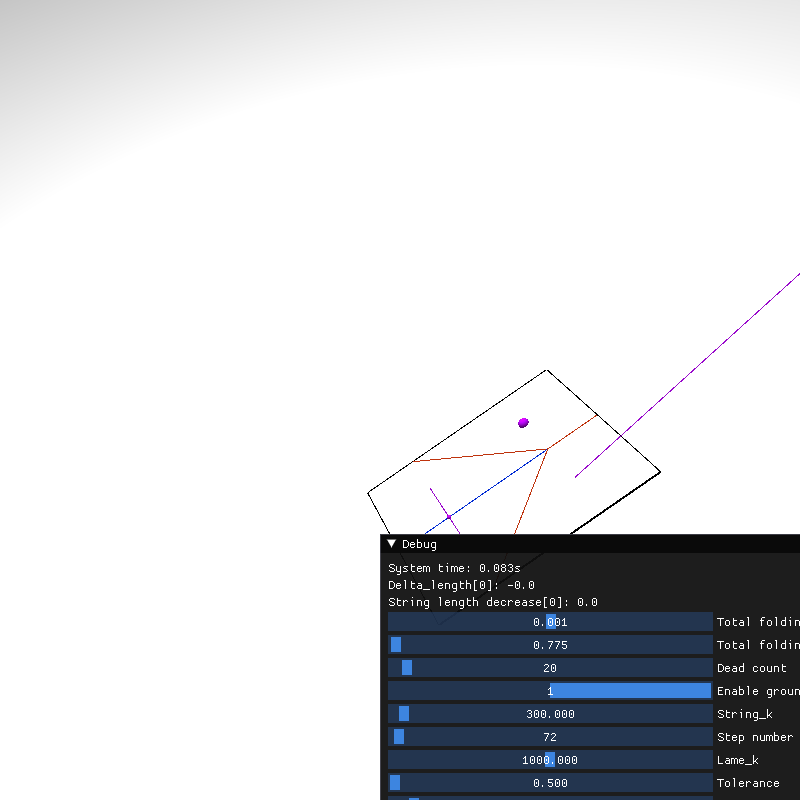 Debug
System time: 0.083s
Delta_length[0]: -0.0
String length decrease[0]: 0.0
0.001 Total foldin
0.775 Total foldin
20 Dead count
1 Enable groun
300.000 String_k
72 Step number
1000.000 Lame_k
0.500 Tolerance